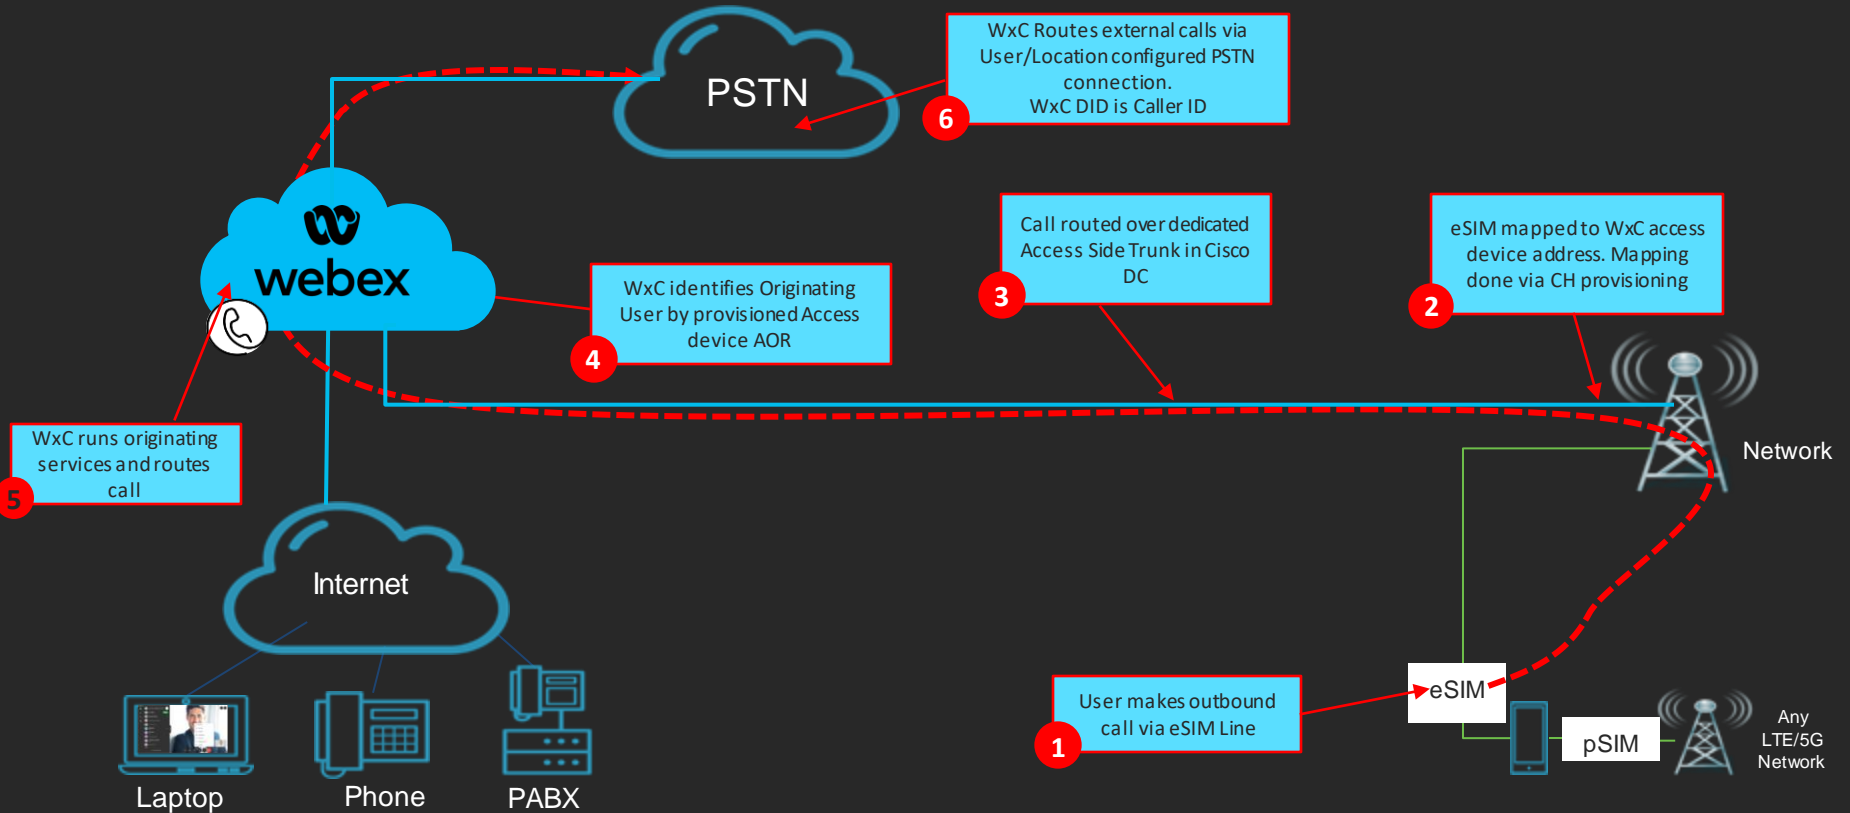 WxC Routes external calls via
User/Location configured PSTN
connection.
WxC DID is Caller ID
6
PSTN
webex
WxC identifies Originating
User by provisioned Access
device AOR
4
Call routed over dedicated
Access Side Trunk in Cisco
DC
3
eSIM mapped to WxC access
device address. Mapping
done via CH provisioning
2
WxC runs originating
services and routes
call
5
Network
Internet
User makes outbound
call via eSIM Line
1
eSIM
pSIM
Any
LTE/5G
Network
Laptop
Phone
PABX